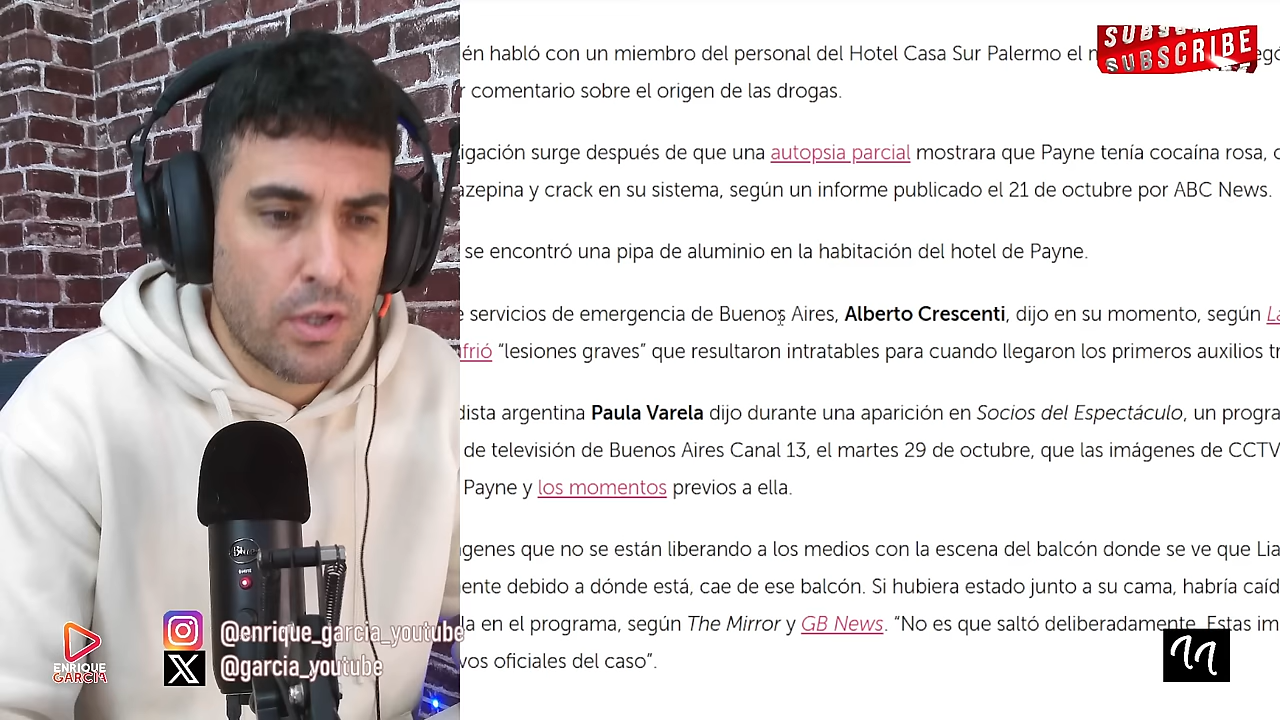 SUBSCRIBE
SUBSCRIBE
én habló con un miembro del personal del Hotel Casa Sur Palermo el
comentario sobre el origen de las drogas.
igación surge después de que una autopsia parcial mostrara que Payne tenía cocaína rosa,
azepina y crack en su sistema, según un informe publicado el 21 de octubre por ABC News.
se encontró una pipa de aluminio en la habitación del hotel de Payne.
servicios de emergencia de Buenos Aires, Alberto Crescenti, dijo en su momento, según
frió “lesiones graves” que resultaron intratables para cuando llegaron los primeros auxilios
dista argentina Paula Varela dijo durante una aparición en Socios del Espectáculo, un progra
de televisión de Buenos Aires Canal 13, el martes 29 de octubre, que las imágenes de CCTV
Payne y los momentos previos a ella.
genes que no se están liberando a los medios con la escena del balcón donde se ve que Lia
ente debido a dónde está, cae de ese balcón. Si hubiera estado junto a su cama, habría caíd
la en el programa, según The Mirror y GB News. “No es que saltó deliberadamente. Estas im
vos oficiales del caso”.
Blue
@enrique_garcia_youtube
@garcia_youtube
ENRIQUE
GARCIA